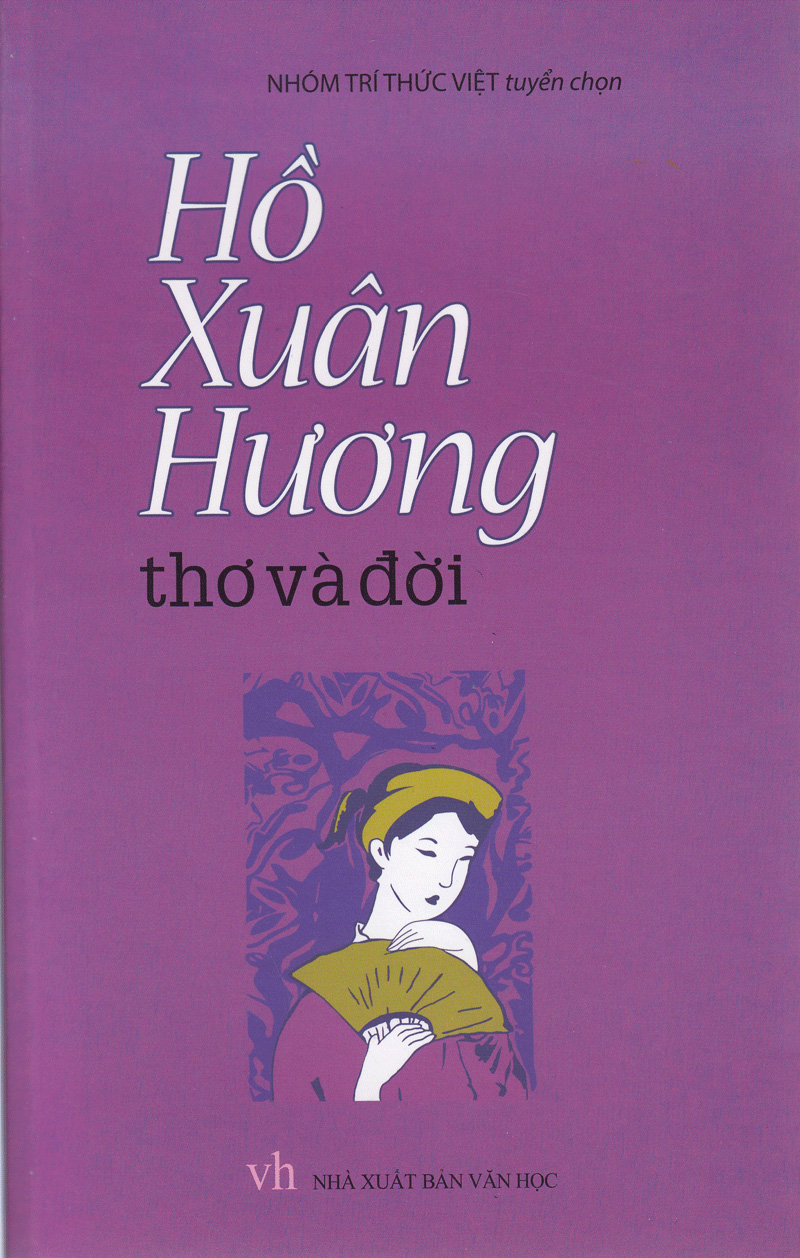 NHÓM TRÍ THỨC VIỆT tuyển chọn
Hồ
Xuân
Hương
thơ và đời
vh NHÀ XUẤT BẢN VĂN HỌC